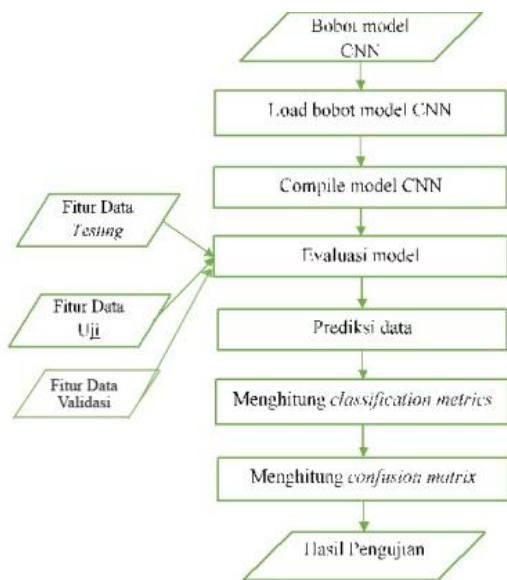 Bobot model
CNN
Load bobot model CNN
Compile model CNN
Fitur Data
Testing
Evaluasi model
Fitur Data
Uji
Prediksi data
Fitur Data
Validasi
Menghitung classification metrics
Menghitung confusion matrix
Hasil Pengujian